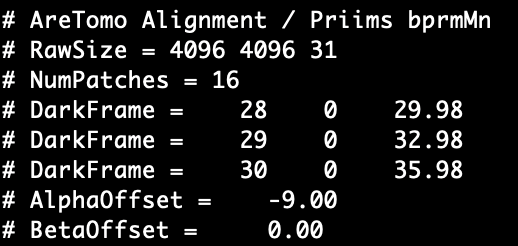 # AreTomo Alignment / Priims bprmMn
# RawSize = 4096 4096 31
# NumPatches = 16
# DarkFrame =    28    0    29.98
# DarkFrame =    29    0    32.98
# DarkFrame =    30    0    35.98
# AlphaOffset =    -9.00
# BetaOffset =    0.00